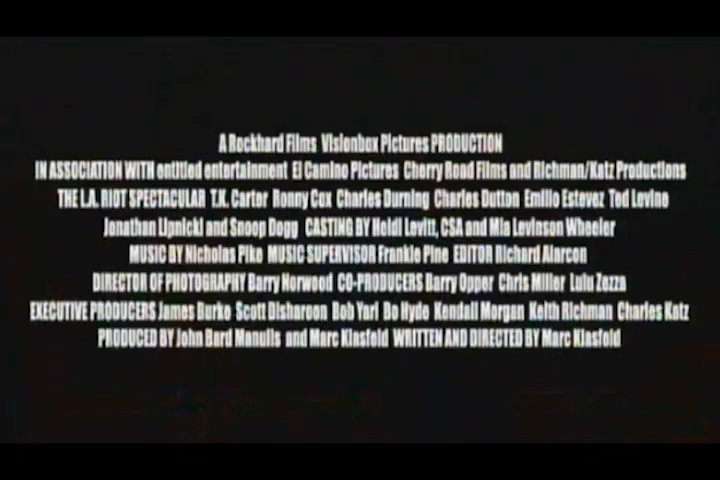 A Rockhard Films Visionbox Pictures PRODUCTION
IN ASSOCIATION WITH entitled entertainment El Camino Pictures Cherry Road Films and Richman/Katz Productions
THE L.A. RIOT SPECTACULAR T.K. Carter Ronny Cox Charles Durning Charles Dutton Emilio Estevez Ted Levine
Jonathan Lipnicki and Snoop Dogg CASTING BY Heidi Levitt, CSA and Mia Levinson Wheeler
MUSIC BY Nicholas Pike MUSIC SUPERVISOR Frankie Pine EDITOR Richard Alarcon
DIRECTOR OF PHOTOGRAPHY Barry Norwood CO-PRODUCERS Barry Opper Chris Miller Lulu Zezza
EXECUTIVE PRODUCERS James Burke Scott Disharoon Bob Yari Bo Hyde Kendall Morgan Keith Richman Charles Katz
PRODUCED BY John Bard Manulis and Marc Klasfeld WRITTEN AND DIRECTED BY Marc Klasfeld